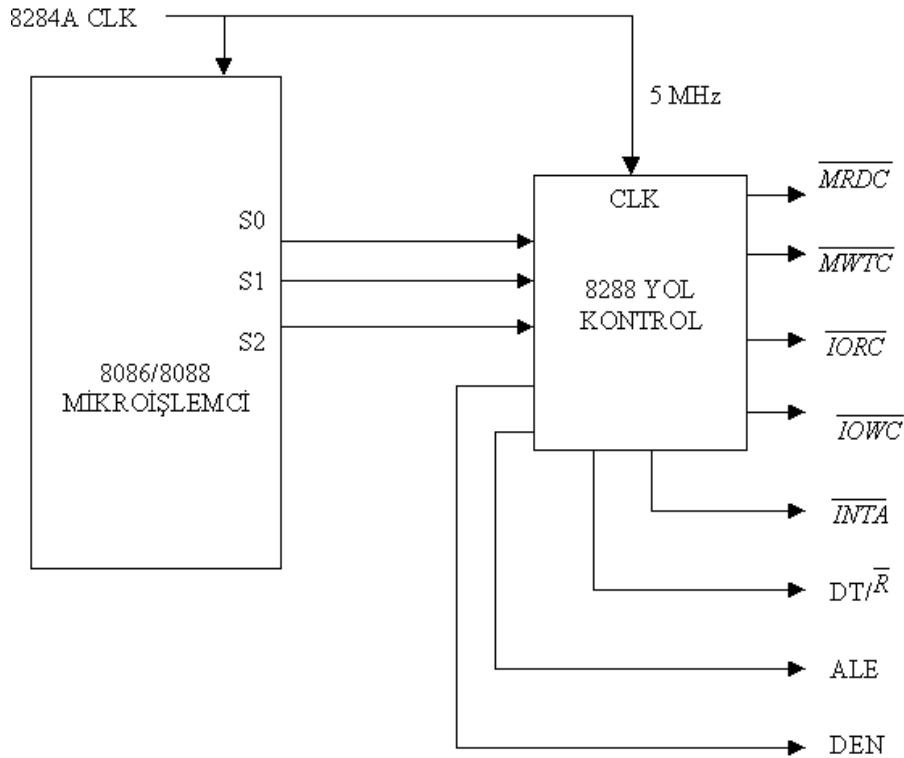 8284A CLK
5 MHz
CLK
MRDC
S0
MWTC
S1
8288 YOL
KONTROL
S2
IORC
8086/8088
MİKROİŞLEMCİ
IOWC
INTA
DT/R
ALE
DEN